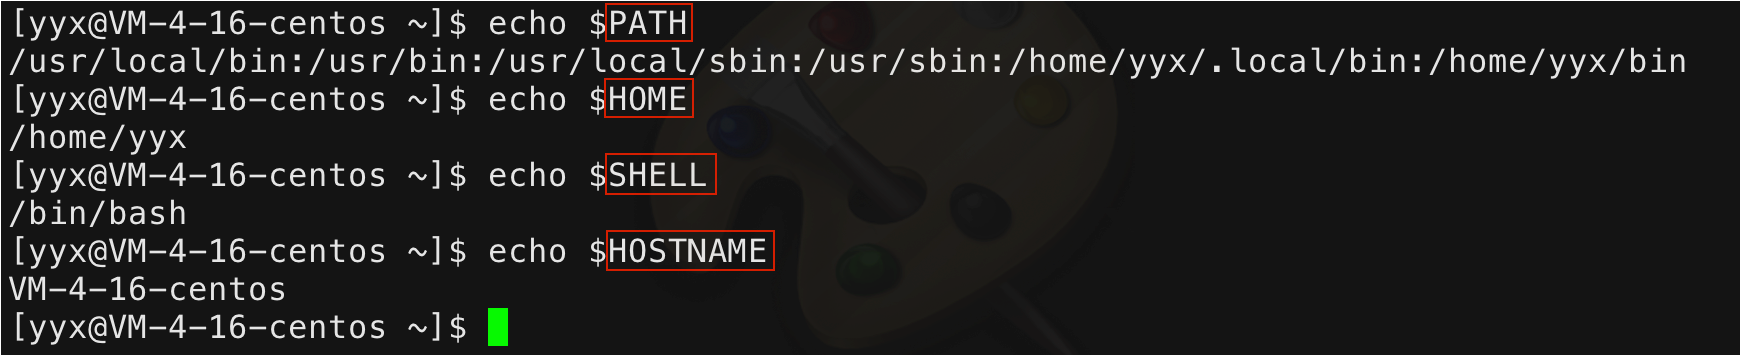 [yyx@VM-4-16-centos ~]$ echo $PATH
/usr/local/bin:/usr/bin:/usr/local/sbin:/usr/sbin:/home/yyx/.local/bin:/home/yyx/bin
[yyx@VM-4-16-centos ~]$ echo $HOME
/home/yyx
[yyx@VM-4-16-centos ~]$ echo $SHELL
/bin/bash
[yyx@VM-4-16-centos ~]$ echo $HOSTNAME
VM-4-16-centos
[yyx@VM-4-16-centos ~]$